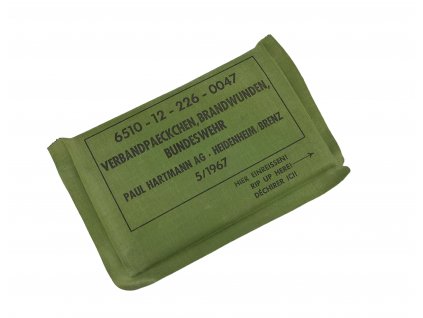 6510-12-226-0047
VERBANDPAECKCHEN, BRANDWUNDEN,
BUNDESWEHR
PAUL HARTMANN AG - HEIDENHEIM/BRENZ
5/1967
HIER EINREISSEN!
RIP UP HERE!
DECHIRER ICI!